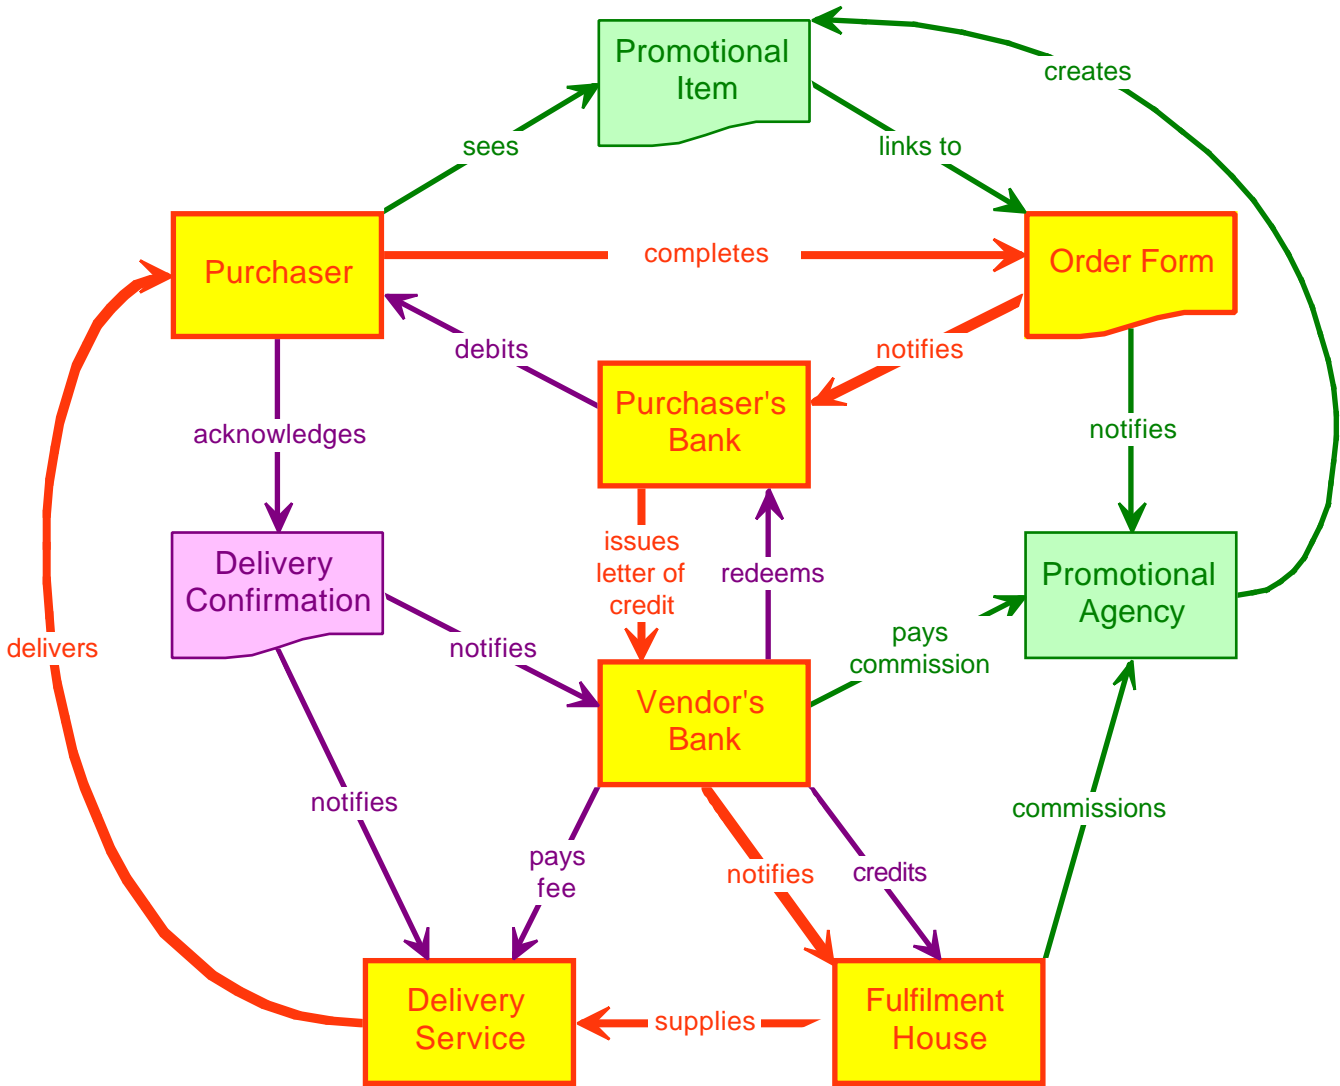 Promotional
Item
creates
sees
links to
Purchaser
completes
Order Form
debits
notifies
Purchaser's
Bank
acknowledges
notifies
issues
letter of
credit
redeems
Delivery
Confirmation
Promotional
Agency
delivers
notifies
pays
commission
Vendor's
Bank
notifies
commissions
pays
fee
notifies
credits
Delivery
Service
supplies
Fulfilment
House